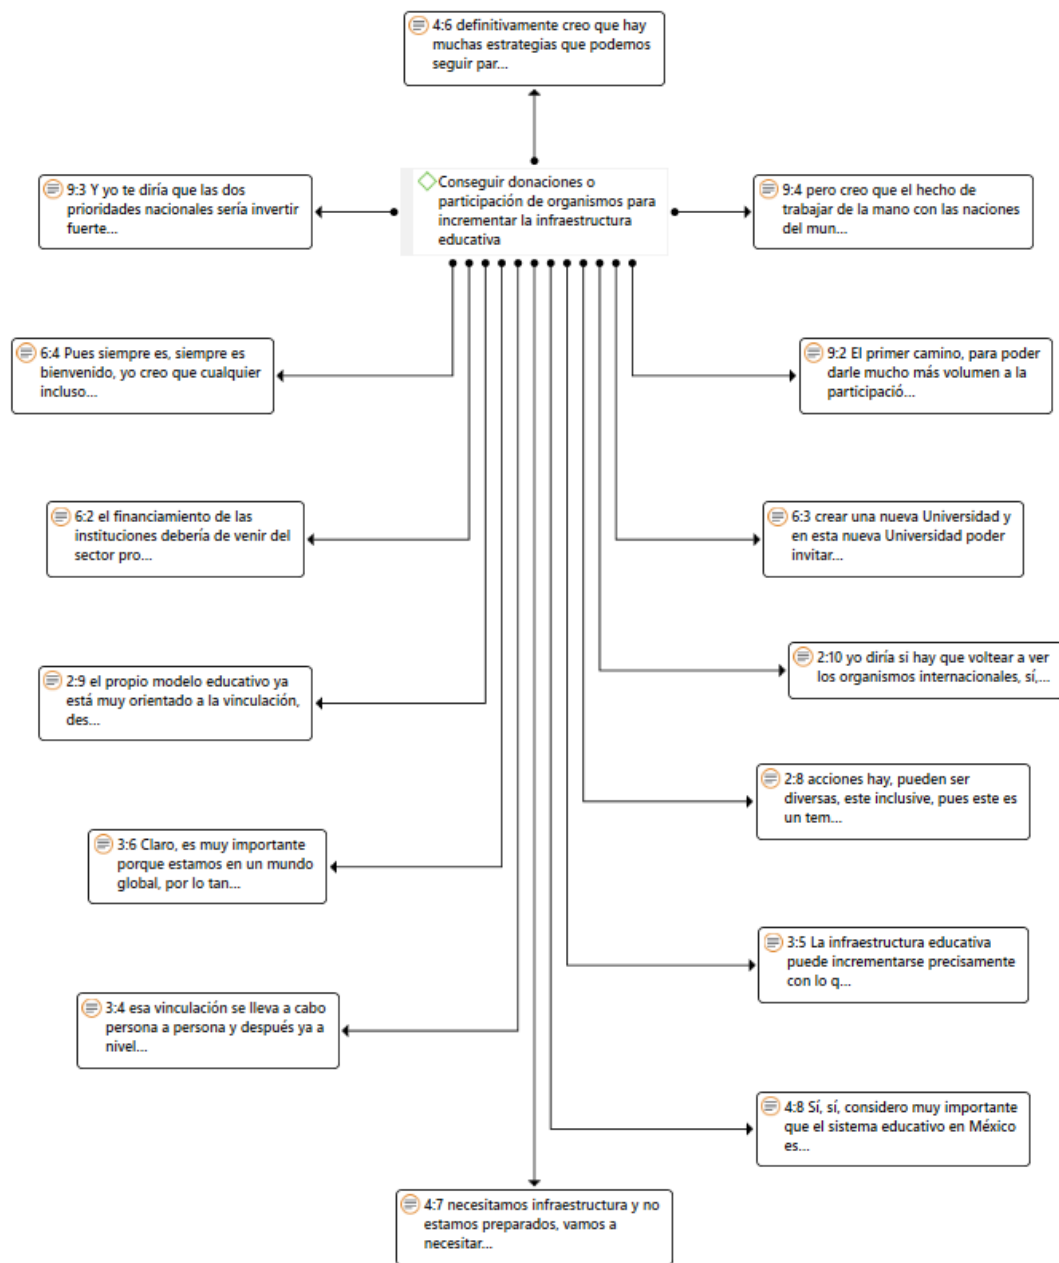 4:6 definitivamente creo que hay
muchas estrategias que podemos
seguir par...
9:3 Y yo te diría que las dos
prioridades nacionales sería invertir
fuerte...
Conseguir donaciones o
participación de organismos para
incrementar la infraestructura
educativa
9:4 pero creo que el hecho de
trabajar de la mano con las naciones
del mun...
6:4 Pues siempre es, siempre es
bienvenido, yo creo que cualquier
incluso...
9:2 El primer camino, para poder
darle mucho más volumen a la
participació...
6:2 el financiamiento de las
instituciones debería de venir del
sector pro...
6:3 crear una nueva Universidad y
en esta nueva Universidad poder
invitar...
2:9 el propio modelo educativo ya
está muy orientado a la vinculación,
des...
2:10 yo diría si hay que voltear a ver
los organismos internacionales, sí,...
2:8 acciones hay, pueden ser
diversas, este inclusive, pues este es
un tem...
3:6 Claro, es muy importante
porque estamos en un mundo
global, por lo tan...
3:5 La infraestructura educativa
puede incrementarse precisamente
con lo q...
3:4 esa vinculación se lleva a cabo
persona a persona y después ya a
nivel...
4:8 Sí, sí, considero muy importante
que el sistema educativo en México
es...
4:7 necesitamos infraestructura y no
estamos preparados, vamos a
necesitar...